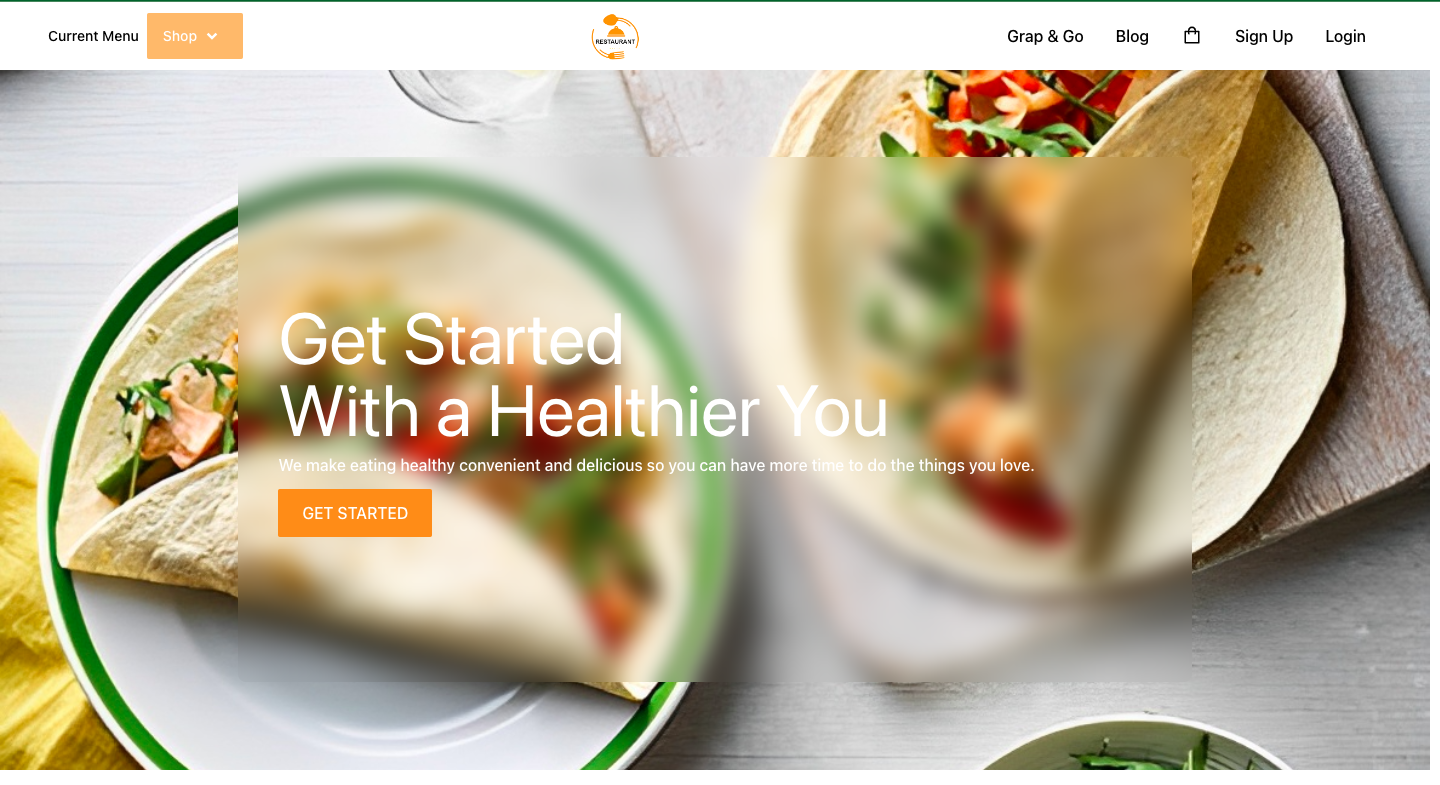 Current Menu
Shop
RESTAURANT
Grap & Go
Blog
Sign Up
Login
Get Started
With a Healthier You
We make eating healthy convenient and delicious so you can have more time to do the things you love.
GET STARTED